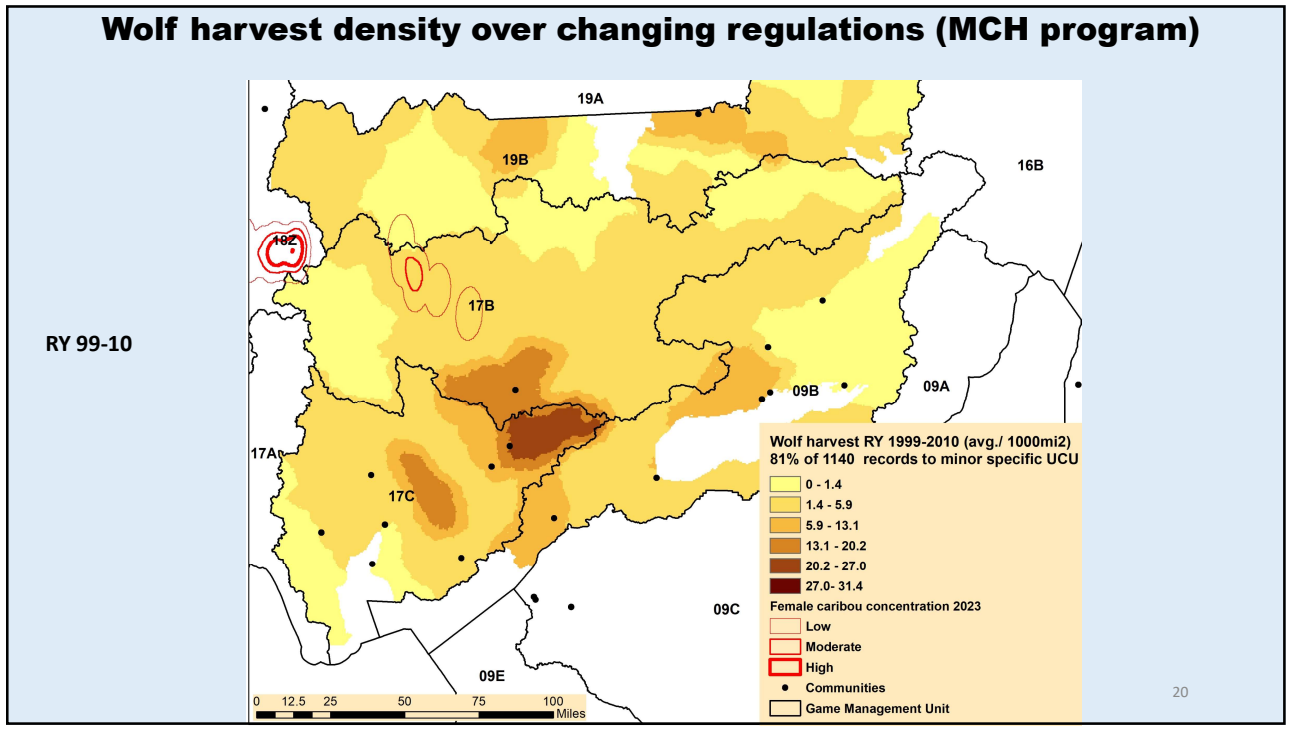 Wolf harvest density over changing regulations (MCH program)
19A
19B
16B
18Z
17B
RY 99-10
09B
09A
17A
17C
Wolf harvest RY 1999-2010 (avg./ 1000mi2)
81% of 1140 records to minor specific UCU
0 - 1.4
1.4 - 5.9
5.9 - 13.1
13.1 - 20.2
20.2 - 27.0
27.0- 31.4
Female caribou concentration 2023
Low
Moderate
High
Communities
Game Management Unit
09C
09E
0 12.5 25 50 75 100
Miles
20